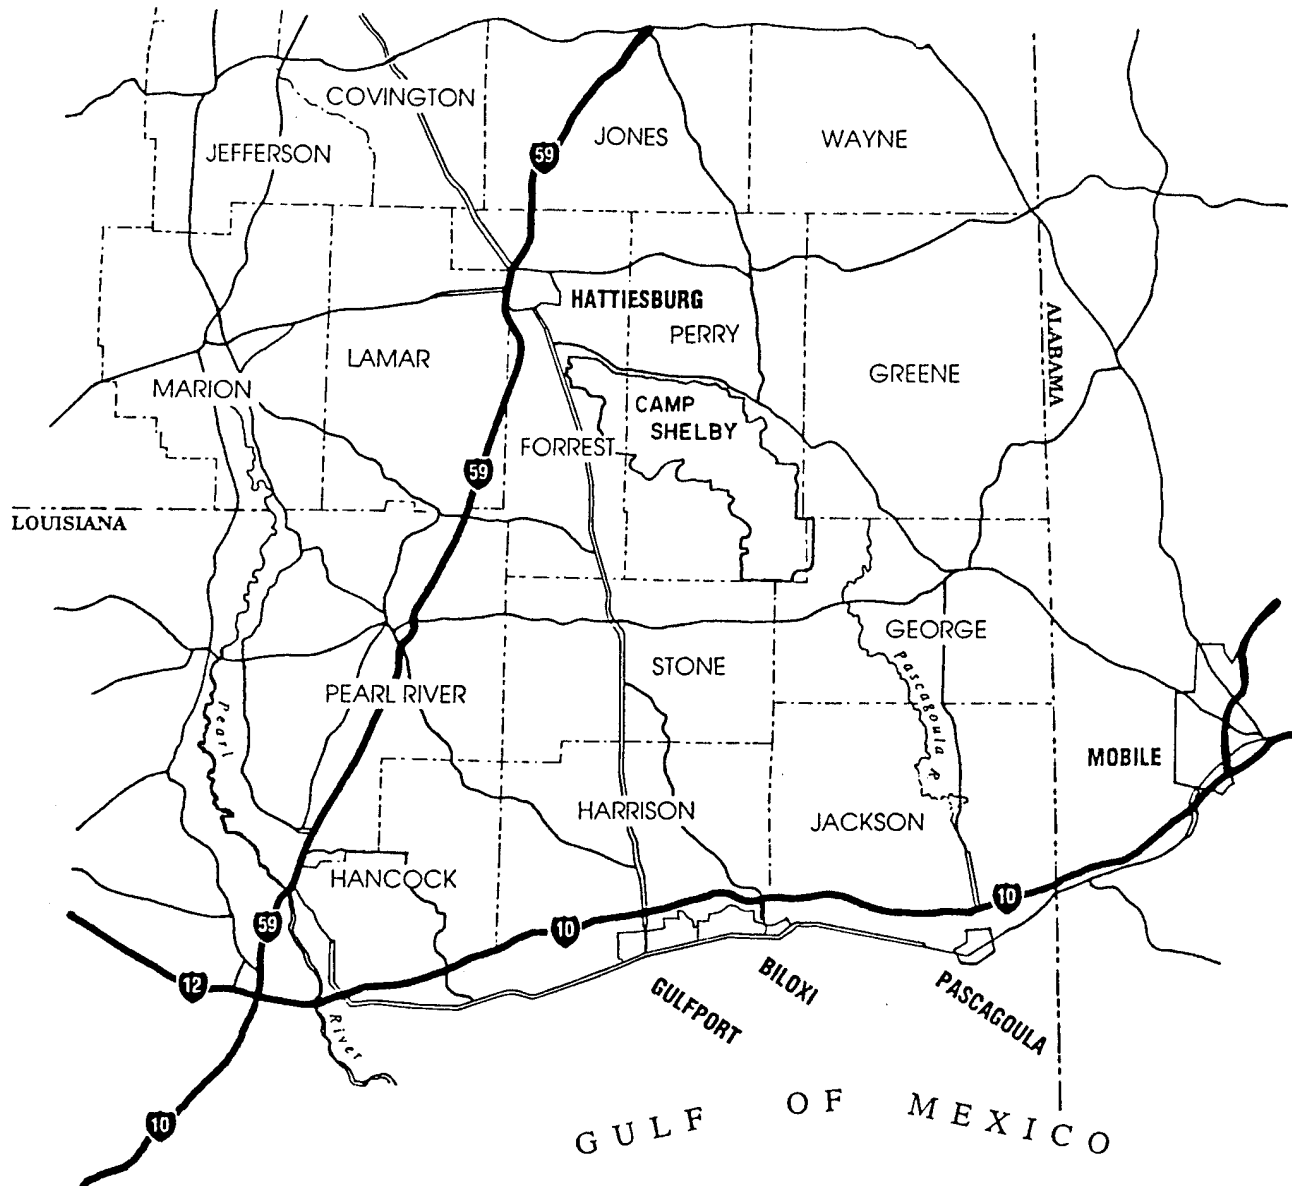 COVINGTON
JEFFERSON
JONES
WAYNE
59
HATTIESBURG
PERRY
LAMAR
MARION
GREENE
ALABAMA
CAMP
SHELBY
FORREST
59
LOUISIANA
GEORGE
STONE
Pascagoula R
PEARL RIVER
Pearl
River
MOBILE
HARRISON
JACKSON
HANCOCK
10
59
10
12
GULFPORT
BILOXI
PASCAGOULA
10
GULF OF MEXICO